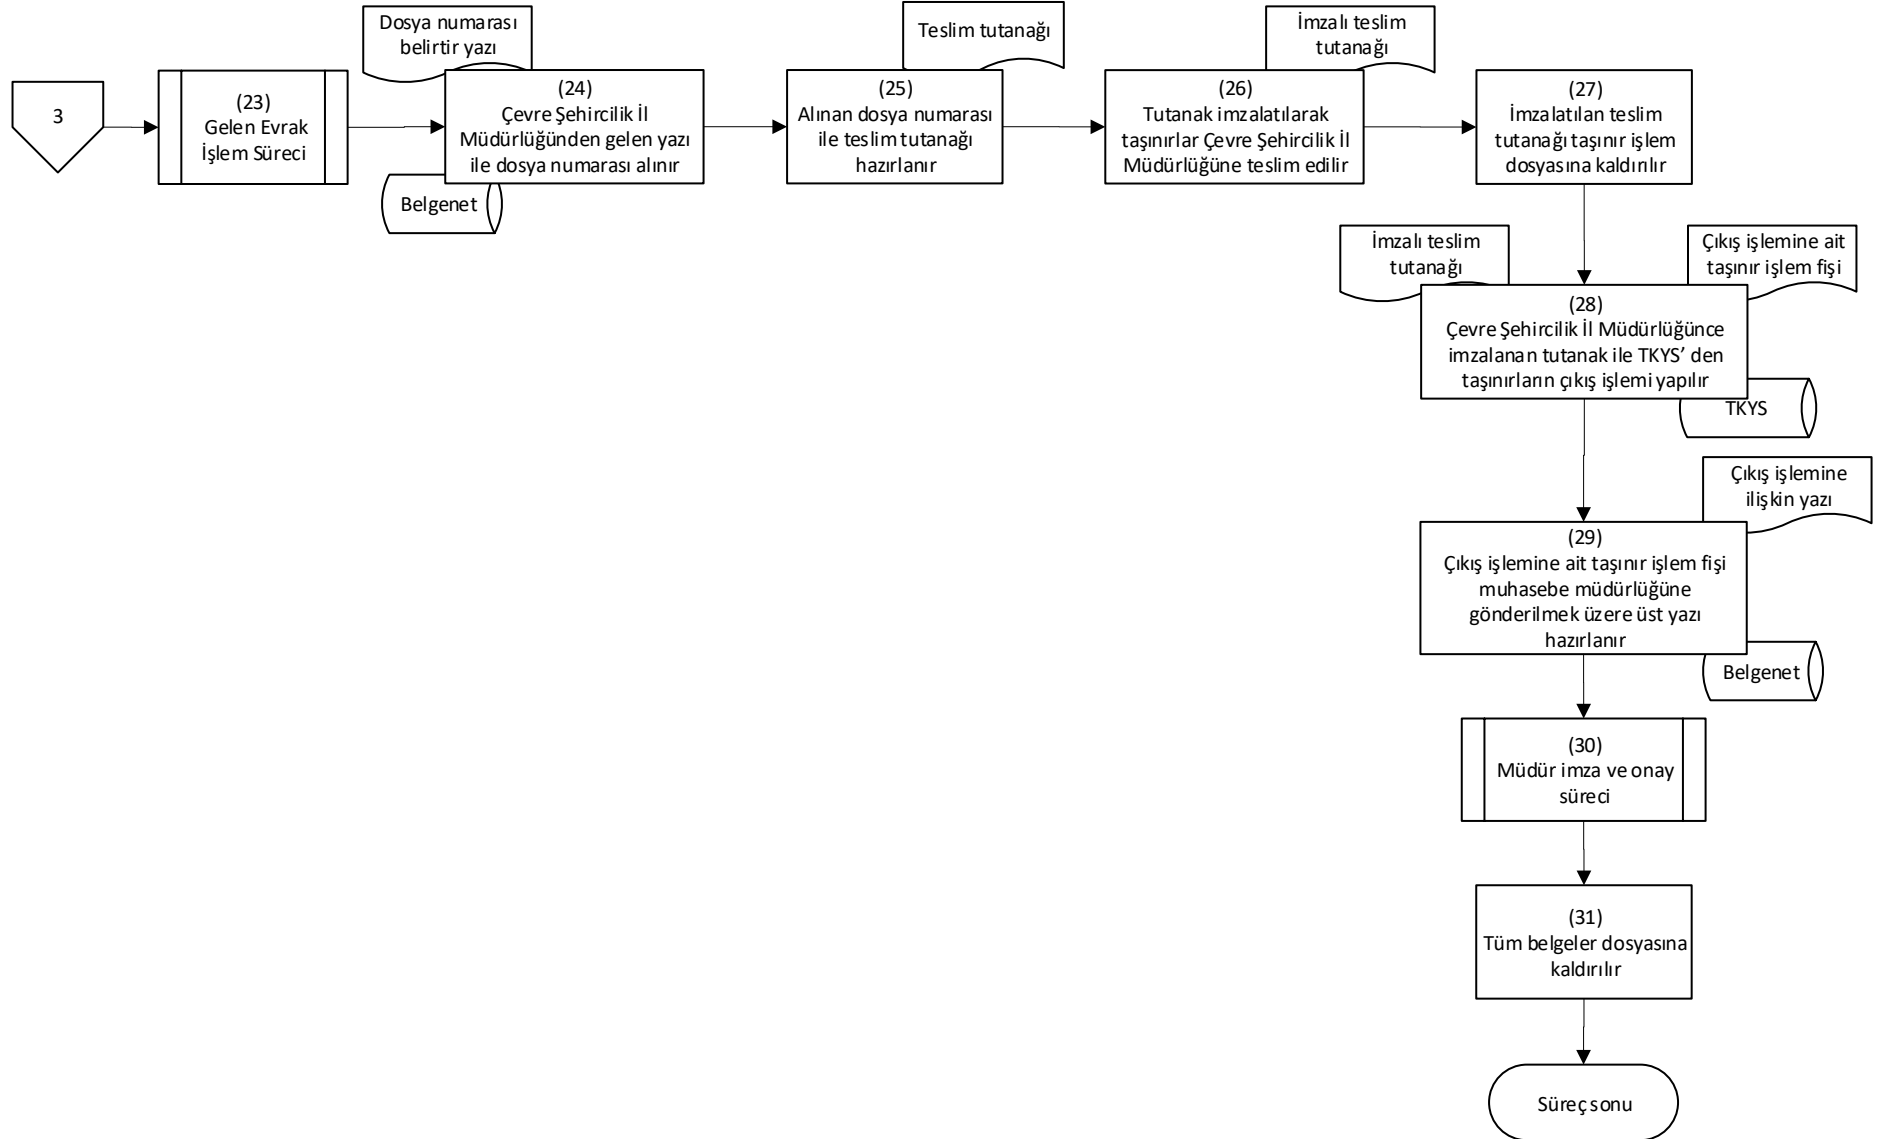 3
(23)
Gelen Evrak
İşlem Süreci
Dosya numarası
belirtir yazı
(24)
Çevre Şehircilik İl
Müdürlüğünden gelen yazı
ile dosya numarası alınır
Belgenet
Teslim tutanağı
(25)
Alınan dosya numarası
ile teslim tutanağı
hazırlanır
İmzalı teslim
tutanağı
(26)
Tutanak imzalatılarak
taşınırlar Çevre Şehircilik İl
Müdürlüğüne teslim edilir
(27)
İmzalatılan teslim
tutanağı taşınır işlem
dosyasına kaldırılır
İmzalı teslim
tutanağı
Çıkış işlemine ait
taşınır işlem fişi
(28)
Çevre Şehircilik İl Müdürlüğünce
imzalanan tutanak ile TKYS’ den
taşınırların çıkış işlemi yapılır
TKYS
Çıkış işlemine
ilişkin yazı
(29)
Çıkış işlemine ait taşınır işlem fişi
muhasebe müdürlüğüne
gönderilmek üzere üst yazı
hazırlanır
Belgenet
(30)
Müdür imza ve onay
süreci
(31)
Tüm belgeler dosyasına
kaldırılır
Süreç sonu